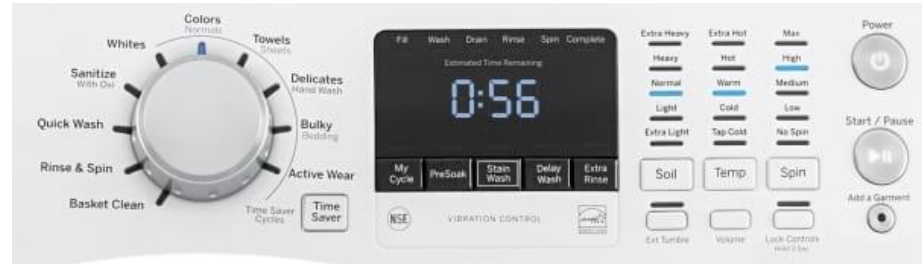 Colors
Normals
Whites
Towels
Sheets
Sanitize
With Oxi
Delicates
Hand Wash
Quick Wash
Bulky
Bedding
Rinse & Spin
Active Wear
Basket Clean
Time Saver
Cycles
Time
Saver
Fill Wash Drain Rinse Spin Complete
Estimated Time Remaining
0:56
My
Cycle
PreSoak
Stain
Wash
Delay
Wash
Extra
Rinse
NSF
VIBRATION CONTROL
Extra Heavy Extra Hot Max
Heavy Hot High
Normal Warm Medium
Light Cold Low
Extra Light Tap Cold No Spin
Soil Temp Spin
Ext Tumble Volume Lock Controls
Power
Start / Pause
Add a Garment